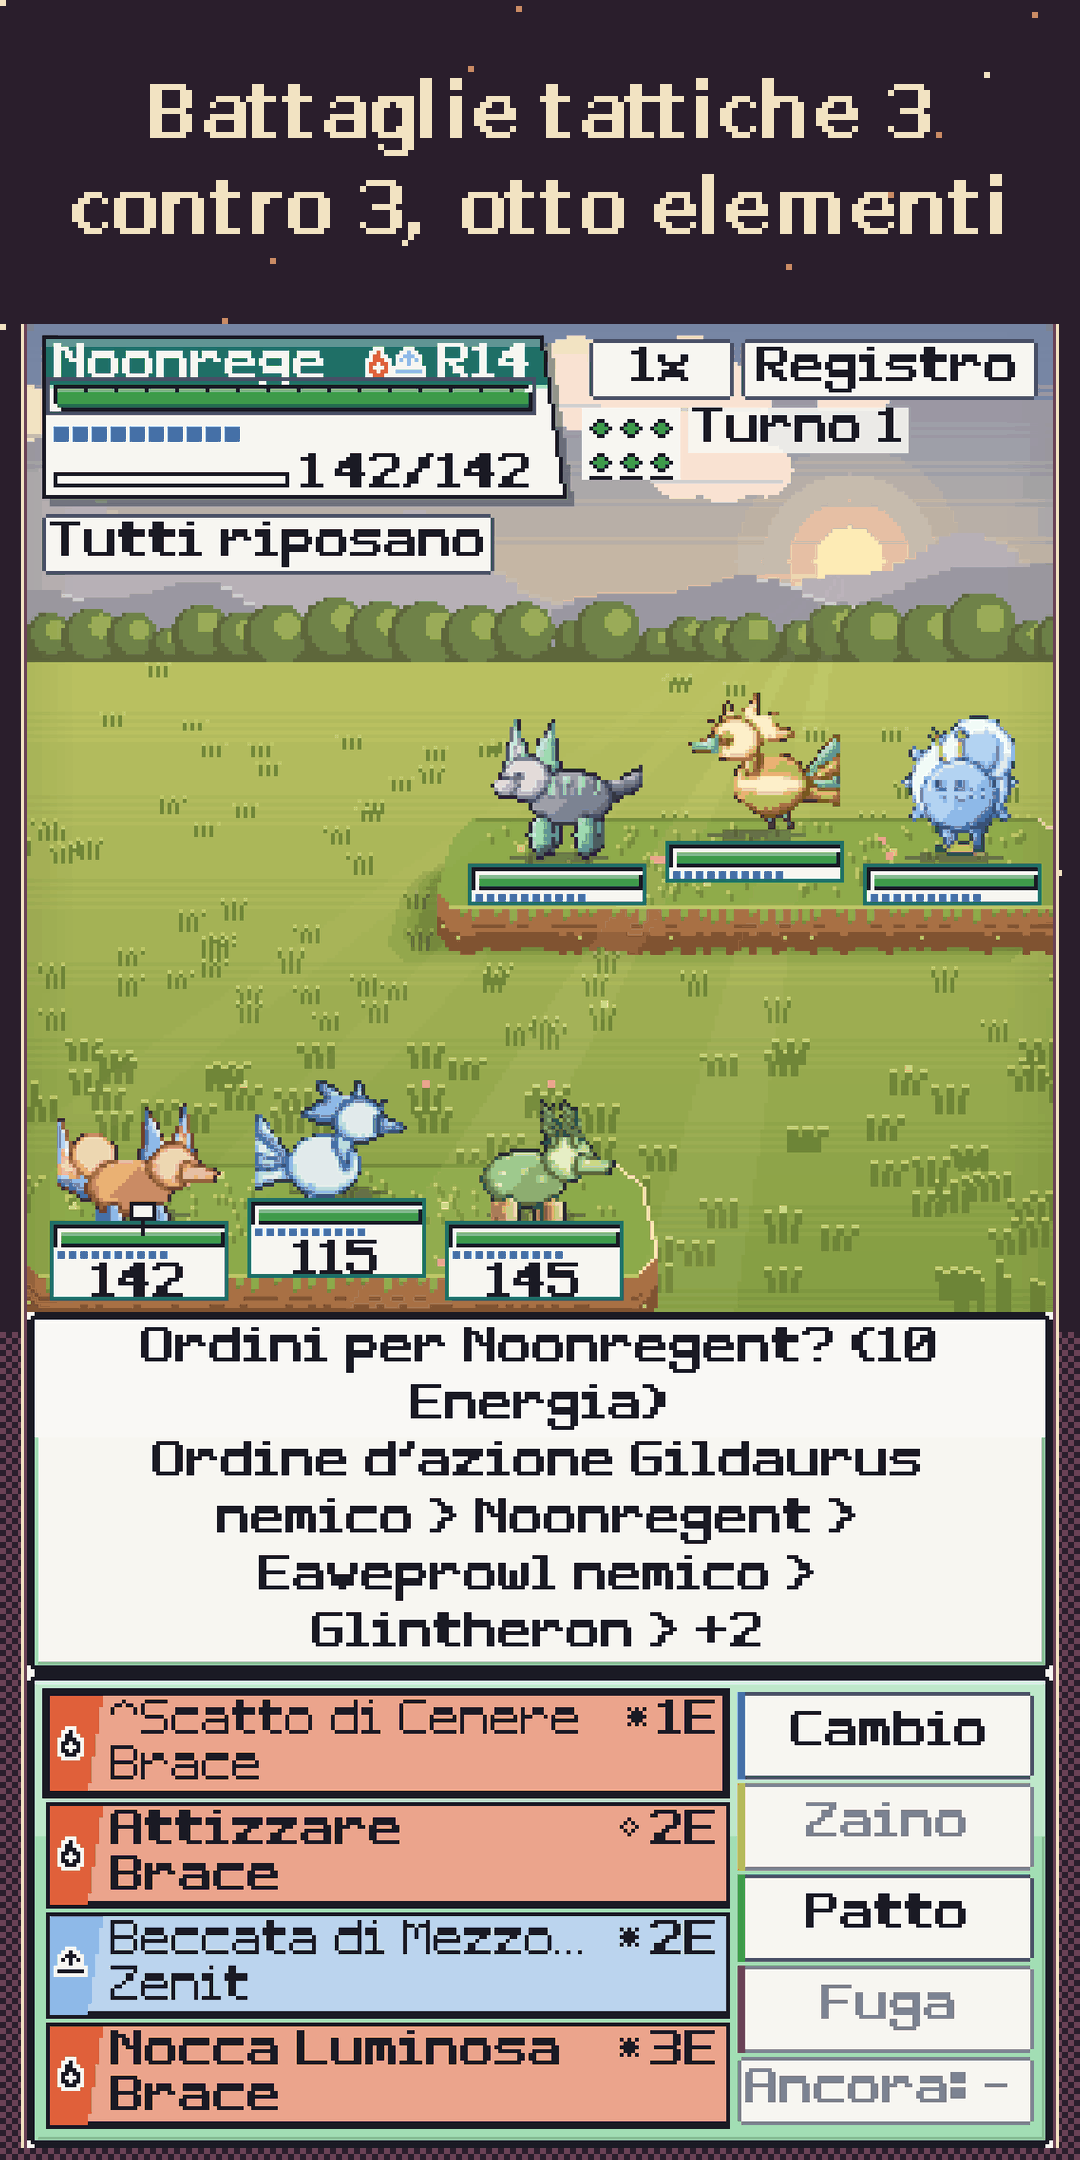 Battaglie tattiche 3
contro 3, otto elementi
Noonrege R14
1x
Registro
Turno 1
142/142
Tutti riposano
142
115
145
Ordini per Noonregent? (10
Energia)
Ordine d'azione Gildaurus
nemico > Noonregent >
Eaweprowl nemico >
Glintheron > +2
^Scatto di Cenere *1E
Brace
Attizzare ◇2E
Brace
Beccata di Mezzo... *2E
Zenit
Nocca Luminosa *3E
Brace
Cambio
Zaino
Patto
Fuga
Ancora: -